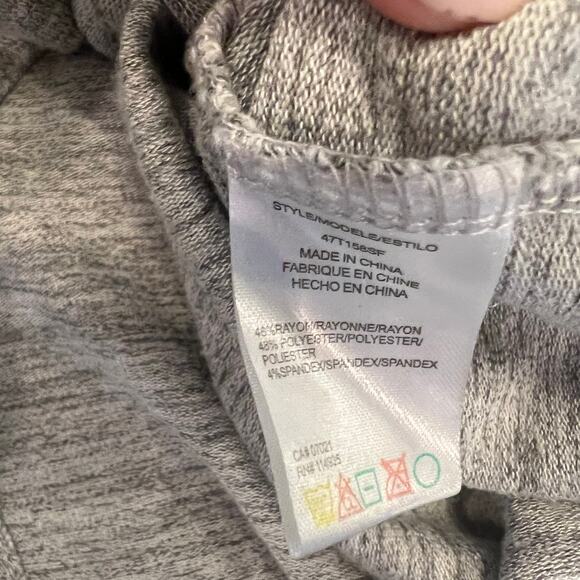 STYLE/MODELE/ESTILO
47T158SF
MADE IN CHINA
FABRIQUE EN CHINE
HECHO EN CHINA
48%RAYON/RAYONNE/RAYON
48% POLYESTER/POLYESTER/
POLIESTER
4%SPANDEX/SPANDEX/SPANDEX
CA# 07021
RN# 114935